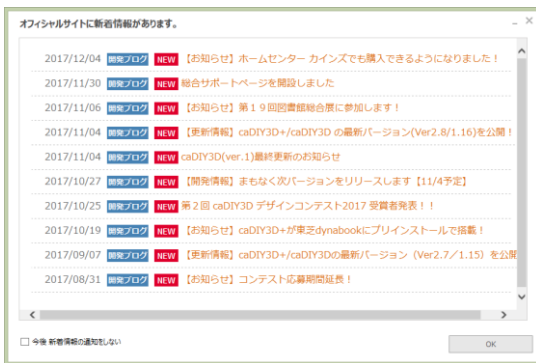 オフィシャルサイトに新着情報があります。
2017/12/04 開発ブログ NEW 【お知らせ】ホームセンター カインズでも購入できるようになりました！
2017/11/30 開発ブログ NEW 総合サポートページを開設しました
2017/11/06 開発ブログ NEW 【お知らせ】第１９回図書館総合展に参加します！
2017/11/04 開発ブログ NEW 【更新情報】caDIY3D+/caDIY3D の最新バージョン(Ver2.8/1.16)を公開！
2017/11/04 開発ブログ NEW caDIY3D(ver.1)最終更新のお知らせ
2017/10/27 開発ブログ NEW 【開発情報】まもなく次バージョンをリリースします【11/4予定】
2017/10/25 開発ブログ NEW 第２回 caDIY3D デザインコンテスト2017 受賞者発表！！
2017/10/19 開発ブログ NEW 【お知らせ】caDIY3D+が東芝dynabookにプリインストールで搭載！
2017/09/07 開発ブログ NEW 【更新情報】caDIY3D+/caDIY3Dの最新バージョン（Ver2.7／1.15）を公開
2017/08/31 開発ブログ NEW 【お知らせ】コンテスト応募期間延長！
今後 新着情報の通知をしない
OK